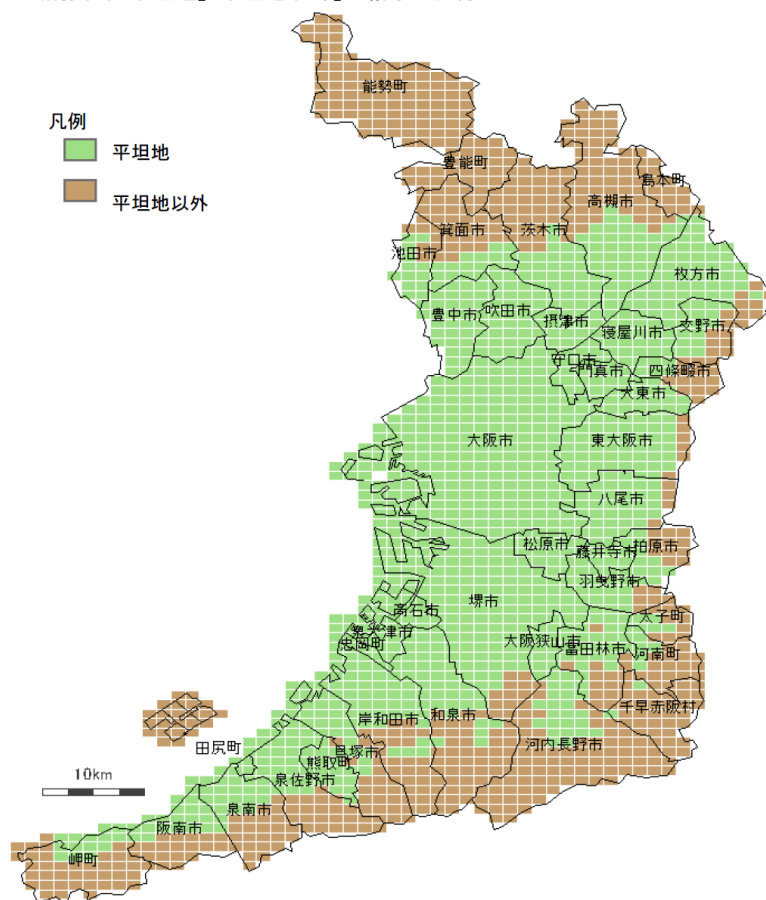 能勢町
凡例
平坦地
平坦地以外
豊能町
島本町
高槻市
箕面市
茨木市
池田市
枚方市
豊中市
吹田市
摂津市
交野市
寝屋川市
守口市
門真市
四條畷市
大東市
大阪市
東大阪市
八尾市
松原市
藤井寺市
柏原市
羽曳野市
堺市
高石市
太子町
泉大津市
忠岡町
大阪狭山市
富田林市
河南町
千早赤阪村
岸和田市
和泉市
河内長野市
田尻町
貝塚市
熊取町
泉佐野市
10km
泉南市
阪南市
岬町